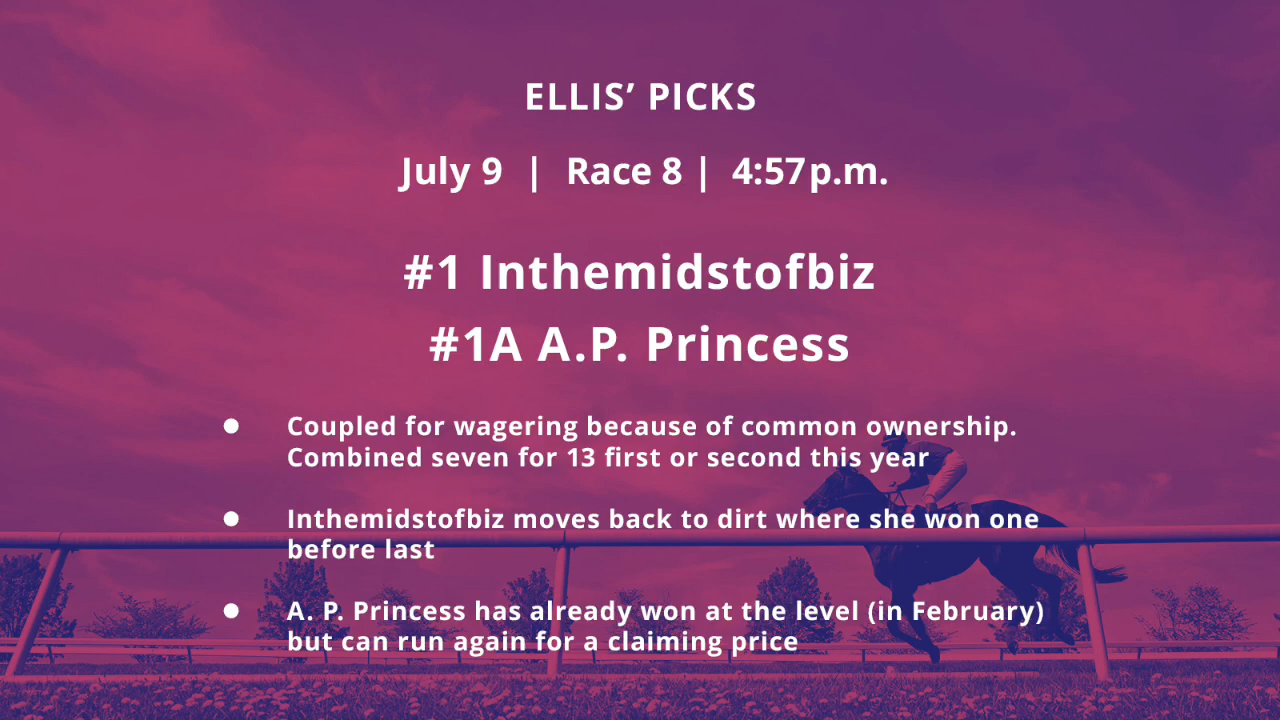 ELLIS’ PICKS
July 9 | Race 8 | 4:57p.m.
#1 Inthemidstofbiz
#1A A.P. Princess
● Coupled for wagering because of common ownership.
Combined seven for 13 first or second this year
● Inthemidstofbiz moves back to dirt where she won one
before last
● A. P. Princess has already won at the level (in February)
but can run again for a claiming price